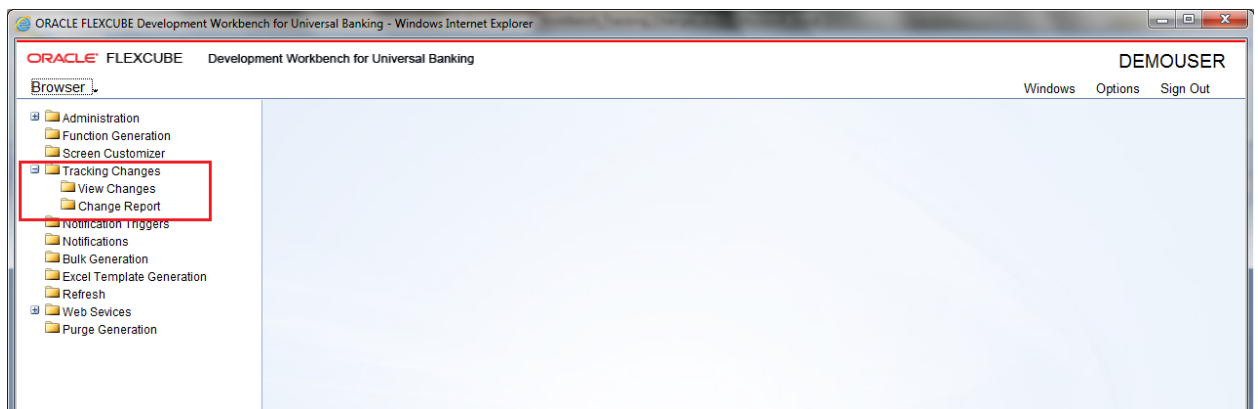 ORACLE FLEXCUBE Development Workbench for Universal Banking - Windows Internet Explorer
ORACLE FLEXCUBE Development Workbench for Universal Banking
DEMOUSER
Browser
Windows Options Sign Out
Administration
Function Generation
Screen Customizer
Tracking Changes
View Changes
Change Report
Notification Triggers
Notifications
Bulk Generation
Excel Template Generation
Refresh
Web Sevices
Purge Generation